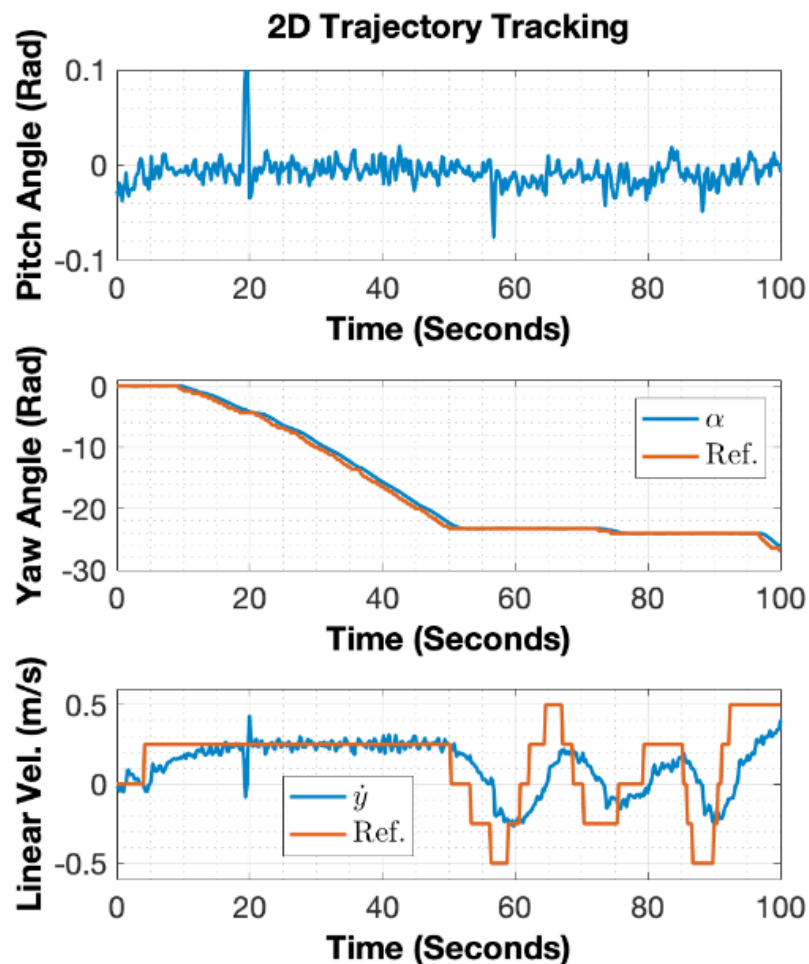 2D Trajectory Tracking
Pitch Angle (Rad)
0.1
0
-0.1
0 20 40 60 80 100
Time (Seconds)
Yaw Angle (Rad)
0
-10
-20
-30
α
Ref.
0 20 40 60 80 100
Time (Seconds)
Linear Vel. (m/s)
0.5
0
-0.5
ẏ
Ref.
0 20 40 60 80 100
Time (Seconds)